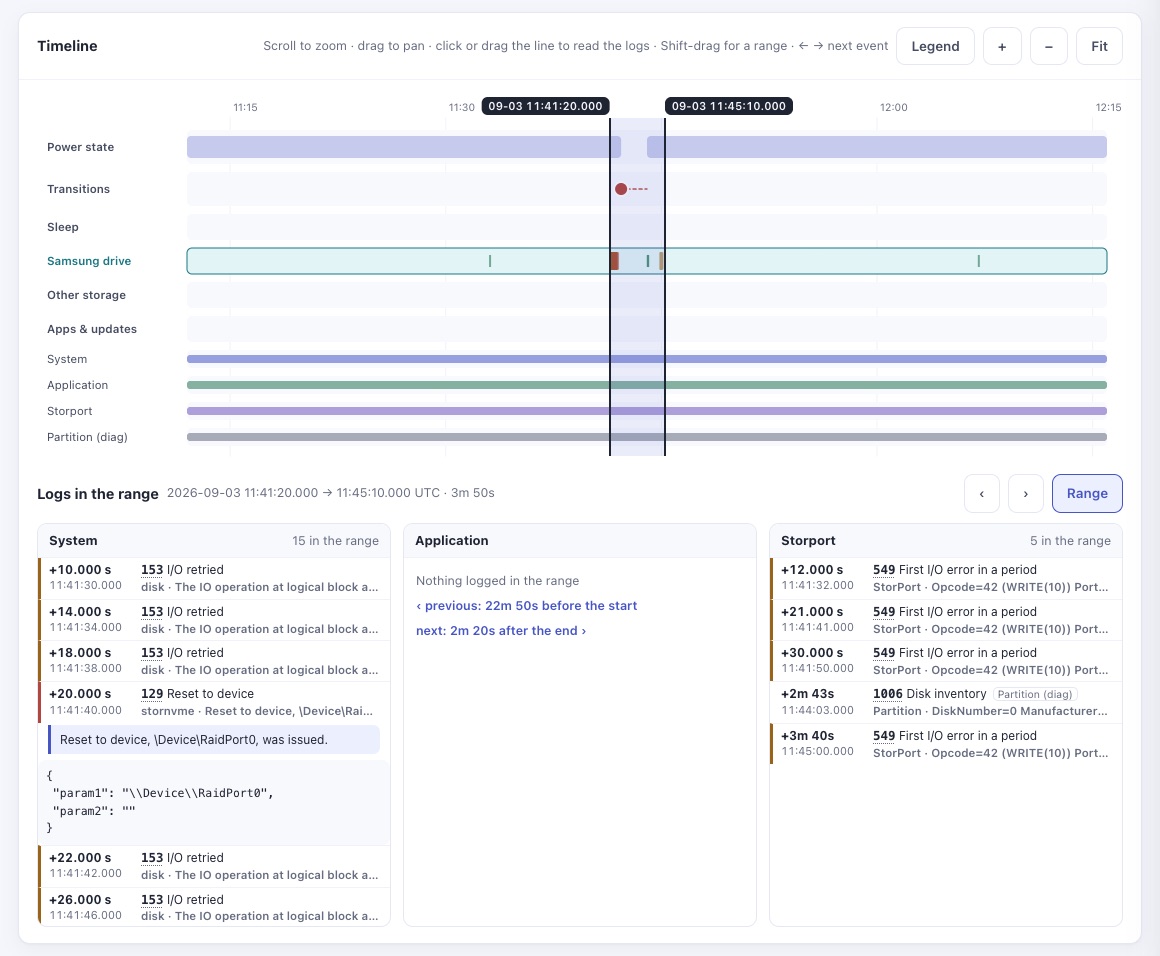 Timeline
Scroll to zoom · drag to pan · click or drag the line to read the logs · Shift-drag for a range · ← → next event
Legend
+
−
Fit
11:15
11:30
09-03 11:41:20.000
09-03 11:45:10.000
12:00
12:15
Power state
Transitions
Sleep
Samsung drive
Other storage
Apps & updates
System
Application
Storport
Partition (diag)
Logs in the range 2026-09-03 11:41:20.000 → 11:45:10.000 UTC · 3m 50s
‹
›
Range
System 15 in the range
+10.000 s 153 I/O retried
11:41:30.000 disk · The IO operation at logical block a...
+14.000 s 153 I/O retried
11:41:34.000 disk · The IO operation at logical block a...
+18.000 s 153 I/O retried
11:41:38.000 disk · The IO operation at logical block a...
+20.000 s 129 Reset to device
11:41:40.000 stornvme · Reset to device, \Device\Rai...
Reset to device, \Device\RaidPort0, was issued.
{
"param1": "\\Device\\RaidPort0",
"param2": ""
}
+22.000 s 153 I/O retried
11:41:42.000 disk · The IO operation at logical block a...
+26.000 s 153 I/O retried
11:41:46.000 disk · The IO operation at logical block a...
Application
Nothing logged in the range
‹ previous: 22m 50s before the start
next: 2m 20s after the end ›
Storport 5 in the range
+12.000 s 549 First I/O error in a period
11:41:32.000 StorPort · Opcode=42 (WRITE(10)) Port...
+21.000 s 549 First I/O error in a period
11:41:41.000 StorPort · Opcode=42 (WRITE(10)) Port...
+30.000 s 549 First I/O error in a period
11:41:50.000 StorPort · Opcode=42 (WRITE(10)) Port...
+2m 43s 1006 Disk inventory Partition (diag)
11:44:03.000 Partition · DiskNumber=0 Manufacturer...
+3m 40s 549 First I/O error in a period
11:45:00.000 StorPort · Opcode=42 (WRITE(10)) Port...